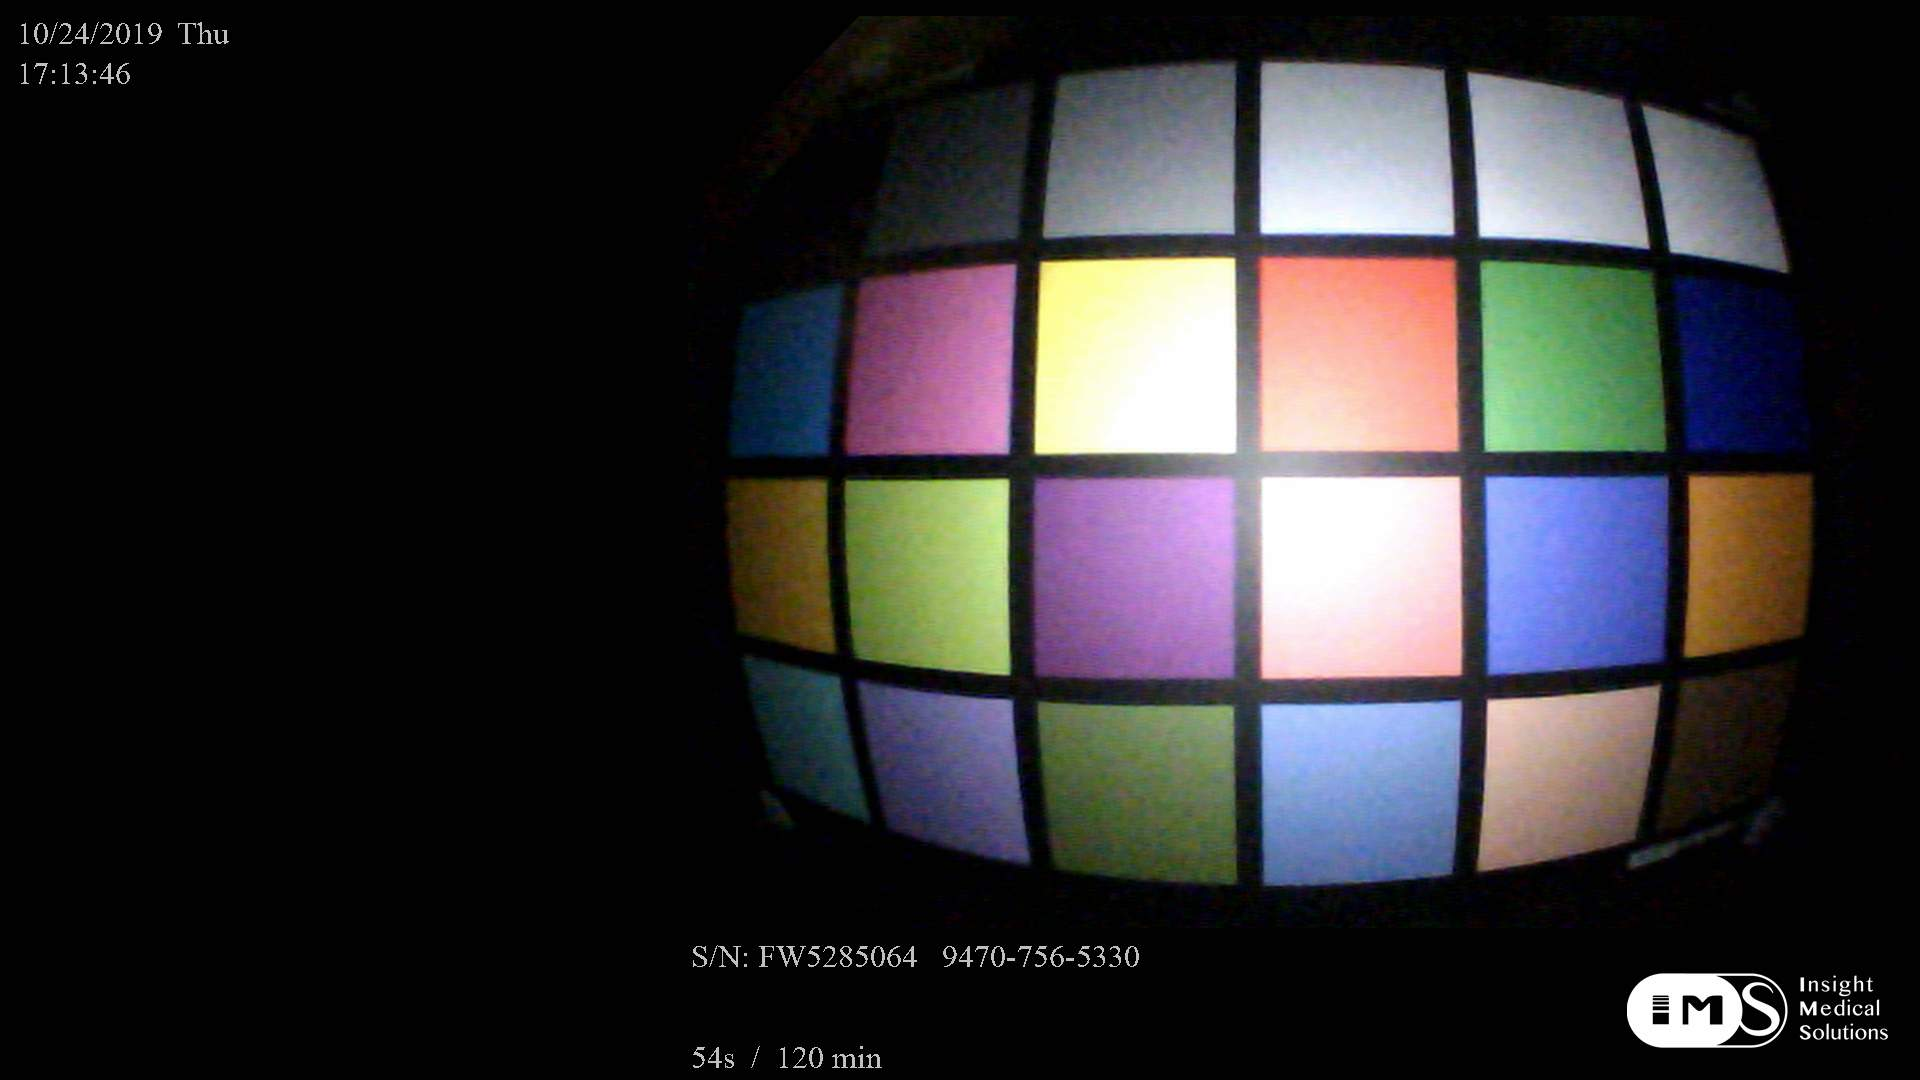 10/24/2019 Thu
17:13:46
S/N: FW5285064 9470-756-5330
54s / 120 min
iMS
Insight
Medical
Solutions